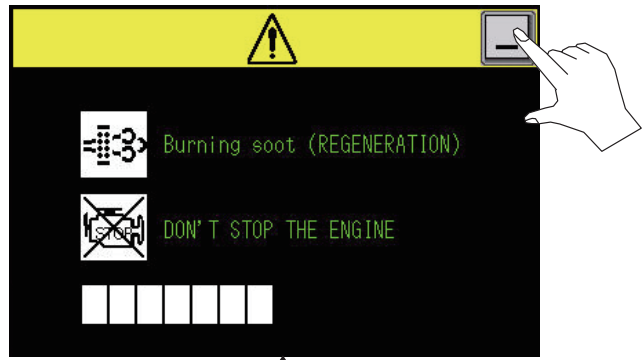 Burning soot (REGENERATION)
STOP
DON'T STOP THE ENGINE